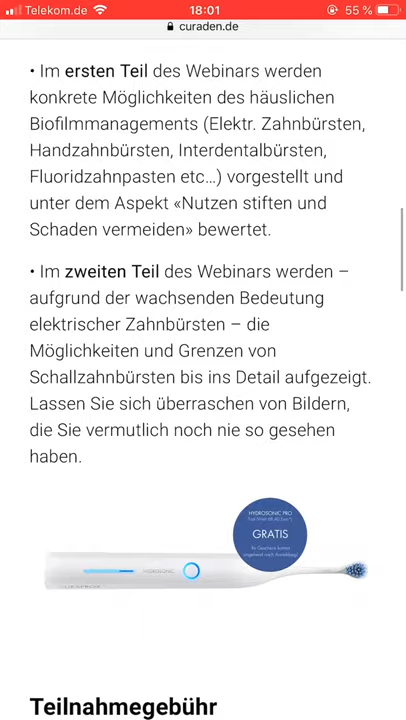 Telekom.de 18:01 55 %
curaden.de
• Im ersten Teil des Webinars werden
konkrete Möglichkeiten des häuslichen
Biofilmmanagements (Elektr. Zahnbürsten,
Handzahnbürsten, Interdentalbürsten,
Fluoridzahnpasten etc…) vorgestellt und
unter dem Aspekt «Nutzen stiften und
Schaden vermeiden» bewertet.
• Im zweiten Teil des Webinars werden –
aufgrund der wachsenden Bedeutung
elektrischer Zahnbürsten – die
Möglichkeiten und Grenzen von
Schallzahnbürsten bis ins Detail aufgezeigt.
Lassen Sie sich überraschen von Bildern,
die Sie vermutlich noch nie so gesehen
haben.
HYDROSONIC PRO
GRATIS
HYDROSONIC
CURAPROX
Teilnahmegebühr